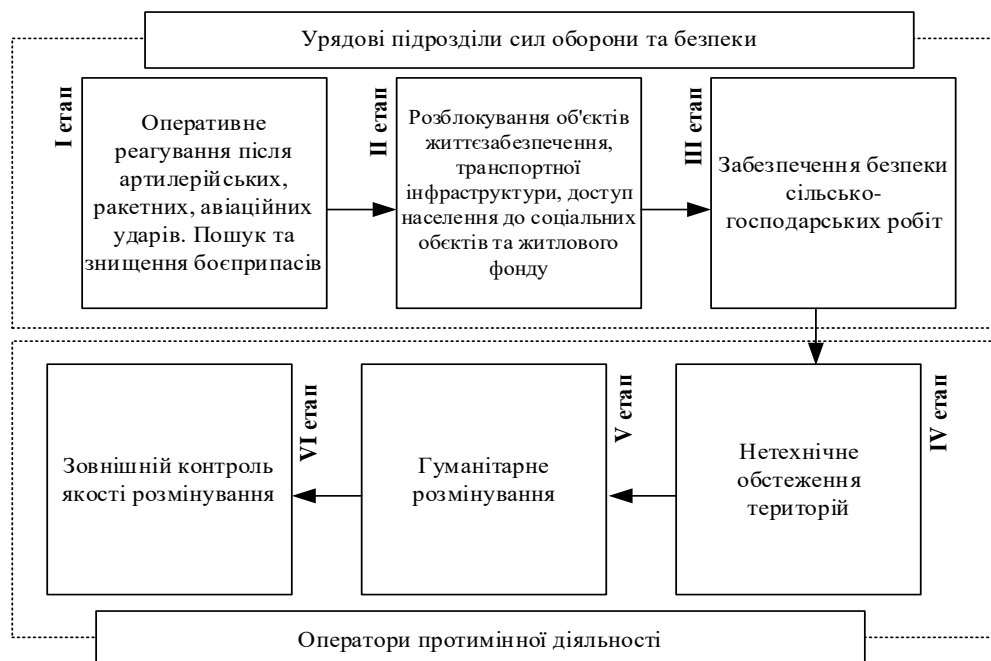 Урядові підрозділи сил оборони та безпеки
I етап
Оперативне
реагування після
артилерійських,
ракетних, авіаційних
ударів. Пошук та
знищення боєприпасів
II етап
Розблокування об'єктів
життєзабезпечення,
транспортної
інфраструктури, доступ
населення до соціальних
обєктів та житлового
фонду
III етап
Забезпечення безпеки
сільсько-
господарських робіт
IV етап
Нетехнічне
обстеження
територій
V етап
Гуманітарне
розмінування
VI етап
Зовнішній контроль
якості розмінування
Оператори протимінної діяльності